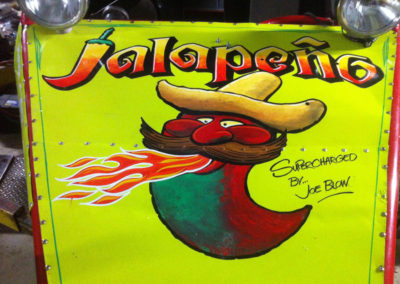 Jalapeño
SUPERCHARGED
BY...
JOE BLOW